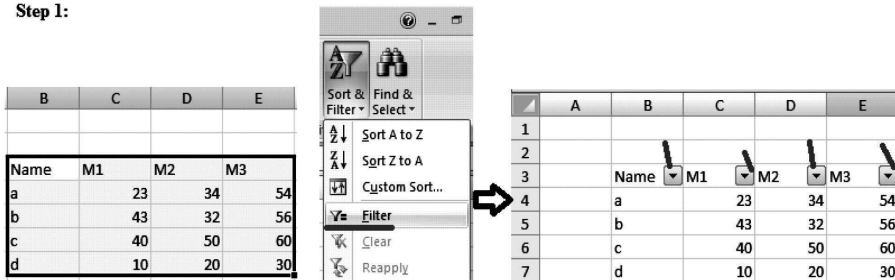 Step 1:
B C D E
Name M1 M2 M3
a 23 34 54
b 43 32 56
c 40 50 60
d 10 20 30
Sort & Filter
Find & Select
A
Z
Sort A to Z
Sort Z to A
Custom Sort...
Filter
Clear
Reapply
A B C D E
1
2
3 Name M1 M2 M3
4 a 23 34 54
5 b 43 32 56
6 c 40 50 60
7 d 10 20 30